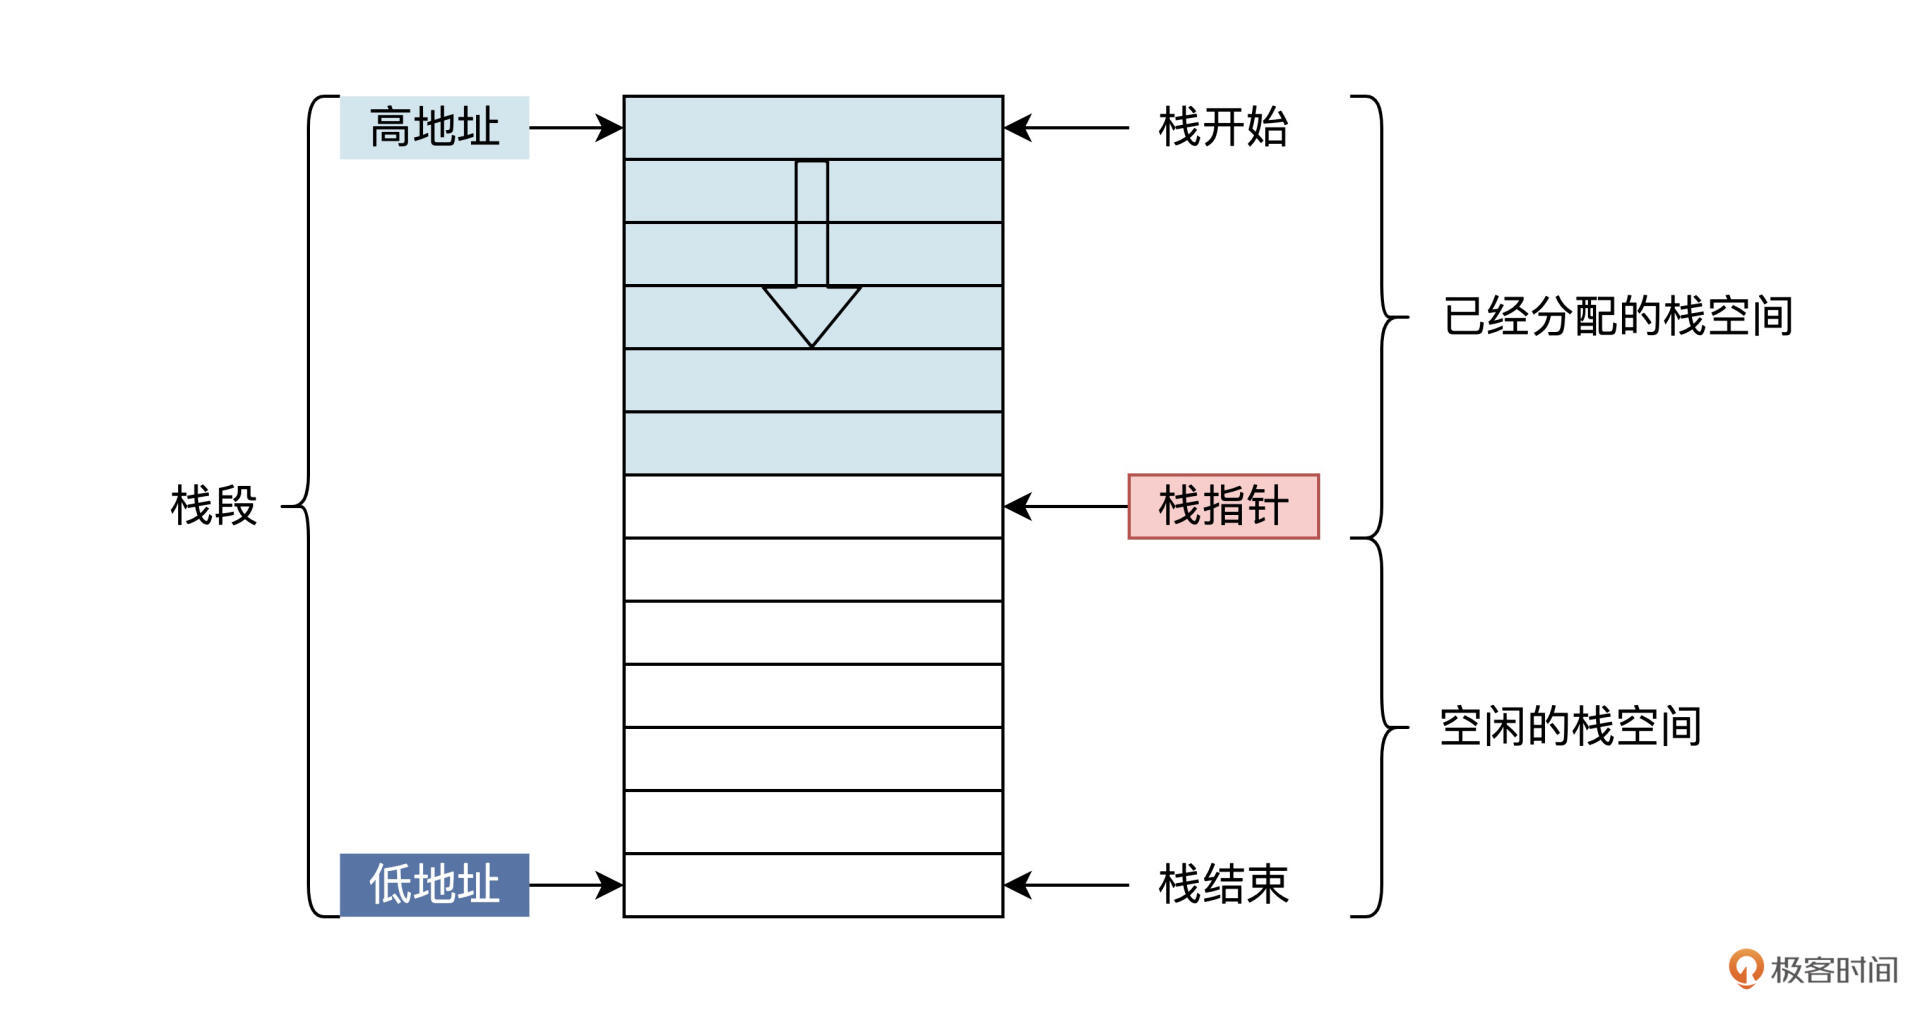 高地址
栈开始
已经分配的栈空间
栈段
栈指针
空闲的栈空间
低地址
栈结束
极客时间